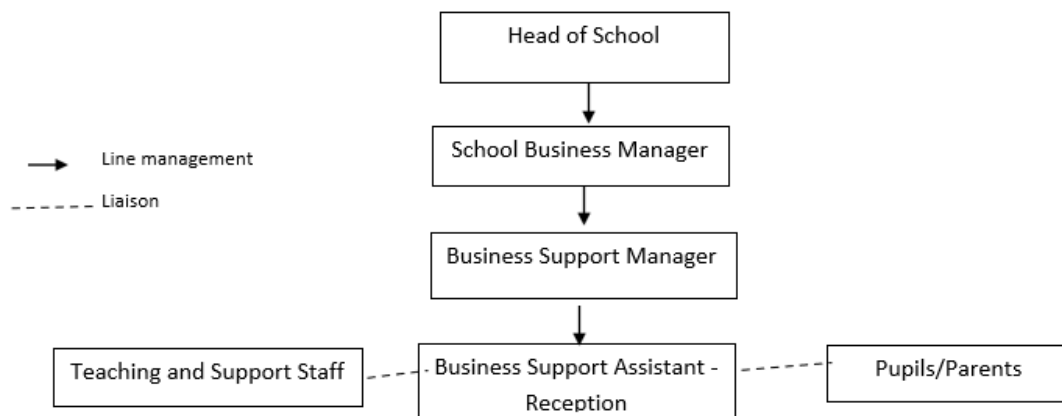 Head of School
School Business Manager
Line management
Liaison
Business Support Manager
Teaching and Support Staff
Business Support Assistant -
Reception
Pupils/Parents